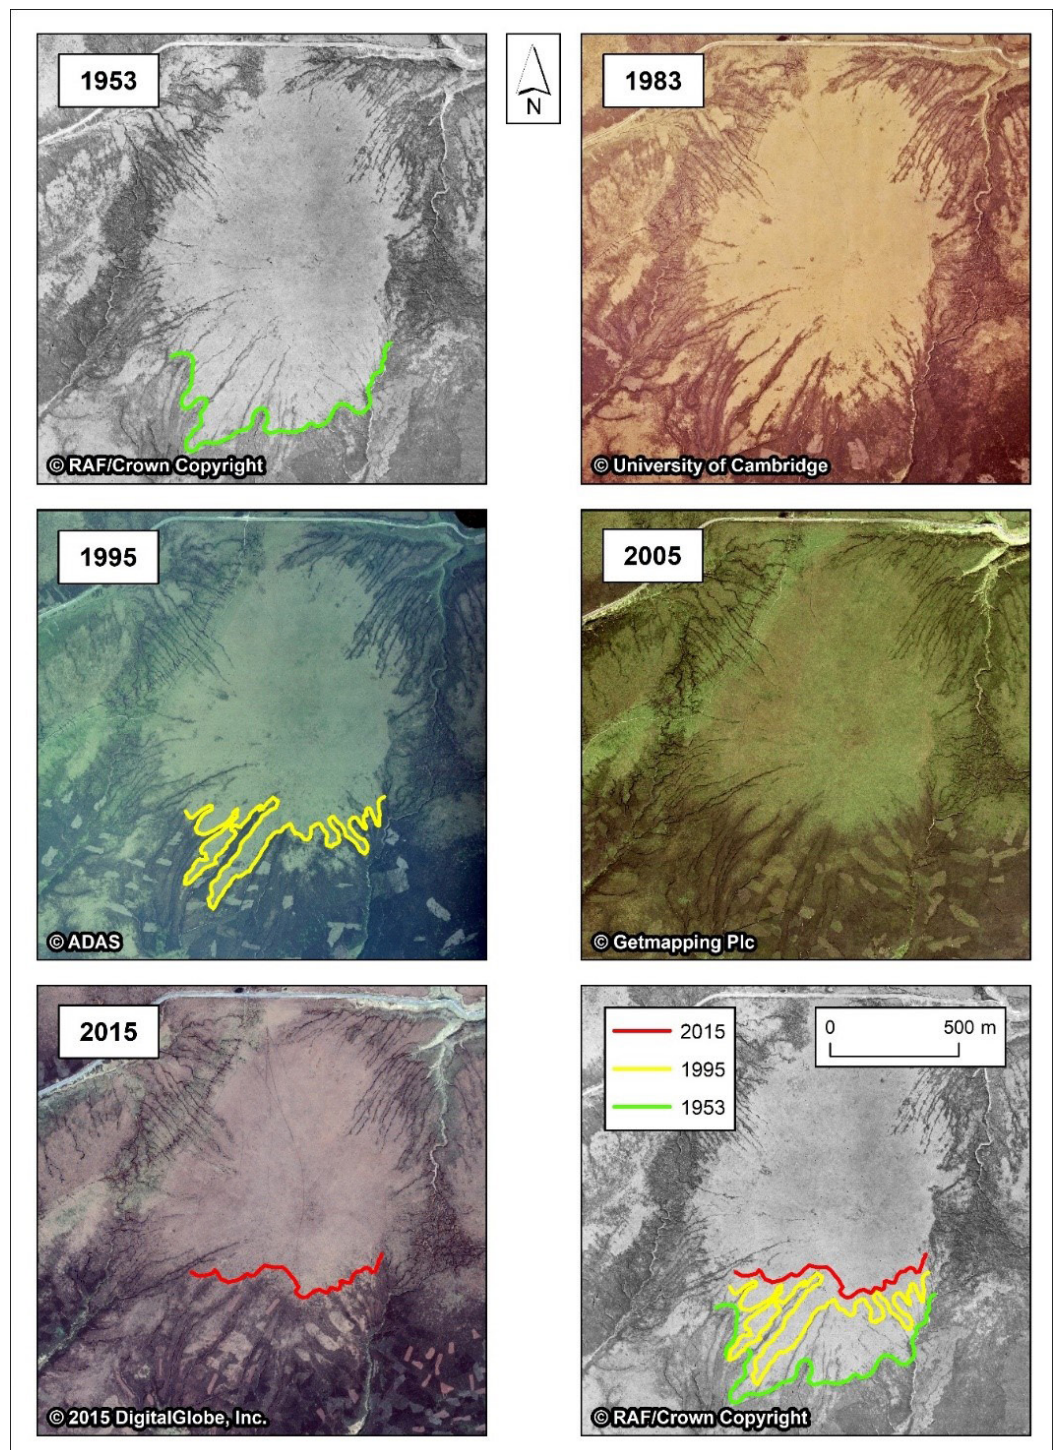 1953
N
1983
© RAF/Crown Copyright
© University of Cambridge
1995
2005
© ADAS
© Getmapping Plc
2015
2015
1995
1953
0 500 m
© 2015 DigitalGlobe, Inc.
© RAF/Crown Copyright